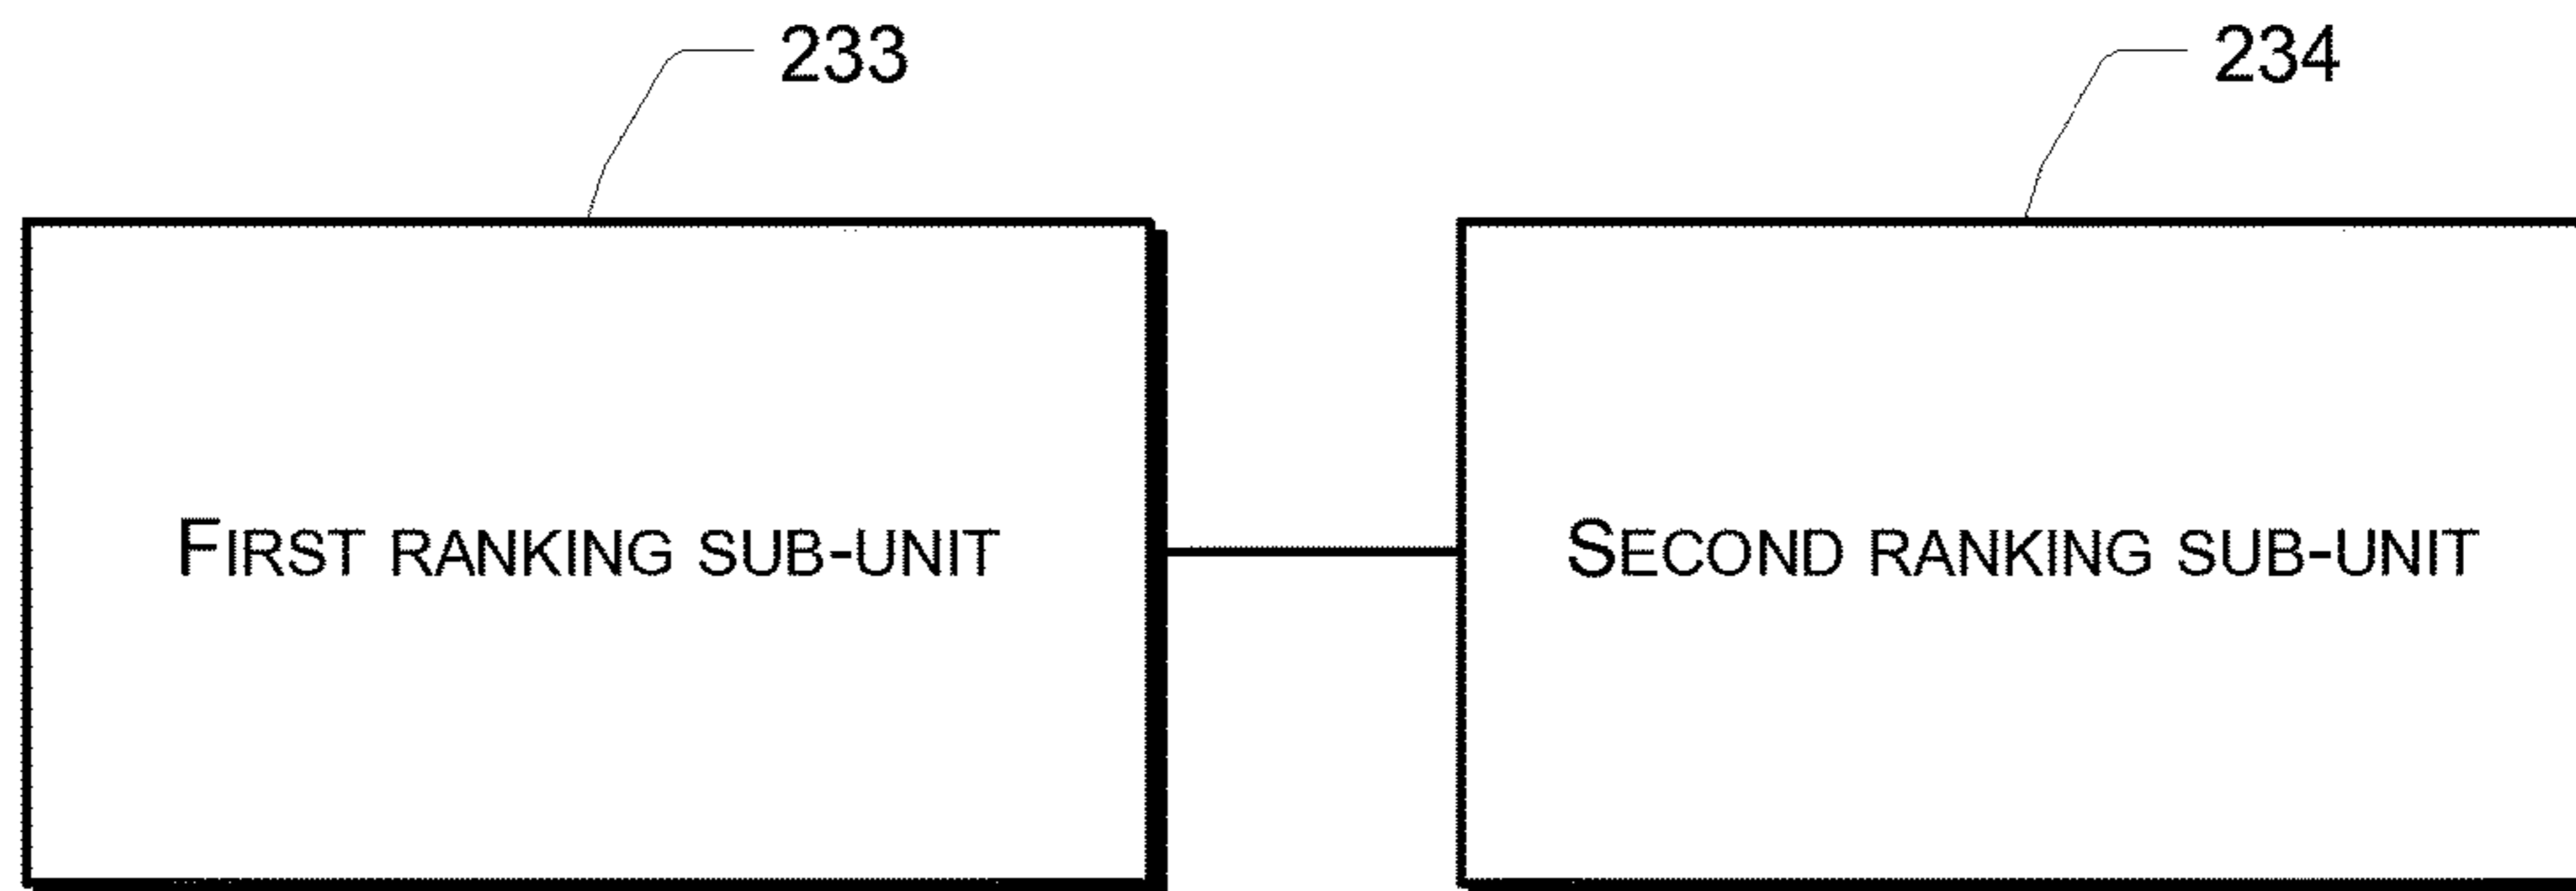 233
234
FIRST RANKING SUB-UNIT
SECOND RANKING SUB-UNIT